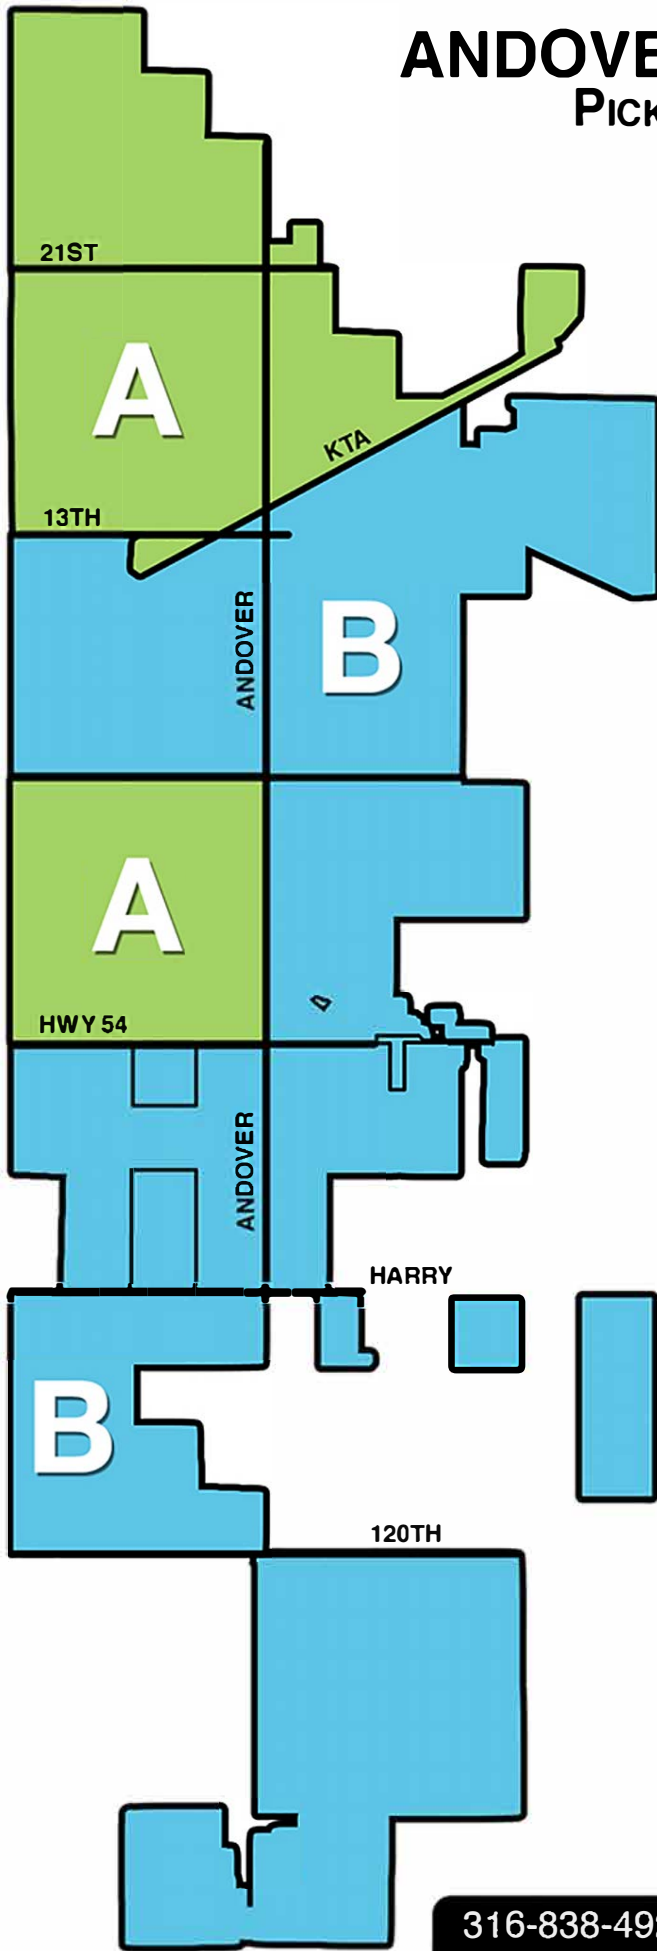 ANDOVE
PICK
21ST
A
KTA
13TH
ANDOVER
B
A
HWY 54
ANDOVER
HARRY
B
120TH
316-838-49